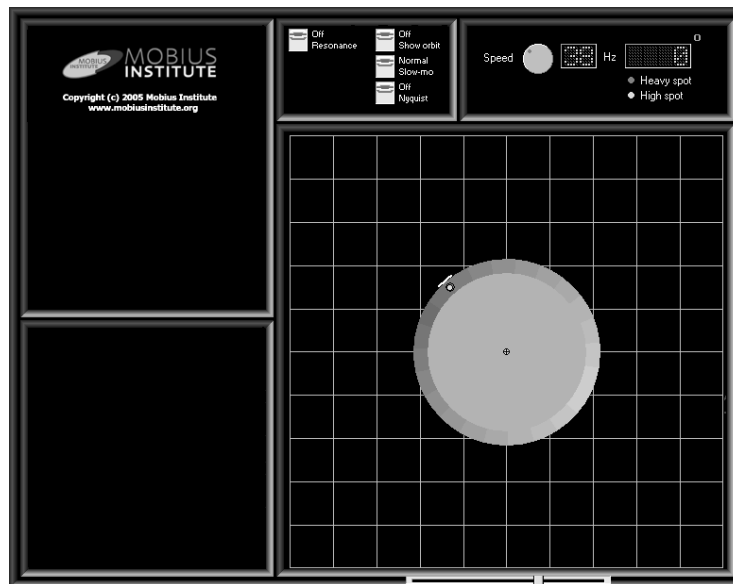 MOBIUS
INSTITUTE
MOBIUS
INSTITUTE
Copyright (c) 2005 Mobius Institute
www.mobiusinstitute.org
Off
Resonance
Off
Show orbit
Normal
Slow-mo
Off
Nyquist
Speed
Hz
0
o
Heavy spot
High spot